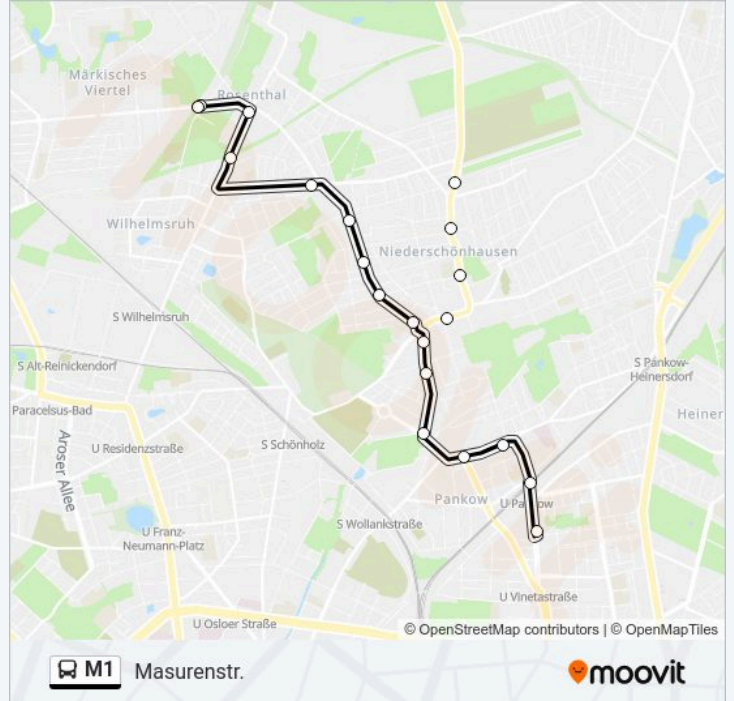 Märkisches
Viertel
Rosenthal
Wilhelmsruh
Niederschönhausen
S Wilhelmsruh
S Alt-Reinickendorf
S Pankow-
Heinersdorf
Paracelsus-Bad
Heiner
Aroser Allee
U Residenzstraße
S Schönholz
Pankow
U Pankow
S Wollankstraße
U Franz-
Neumann-Platz
U Vinetastraße
U Osloer Straße
© OpenStreetMap contributors | © OpenMapTiles
M1 Masurenstr.
moovit